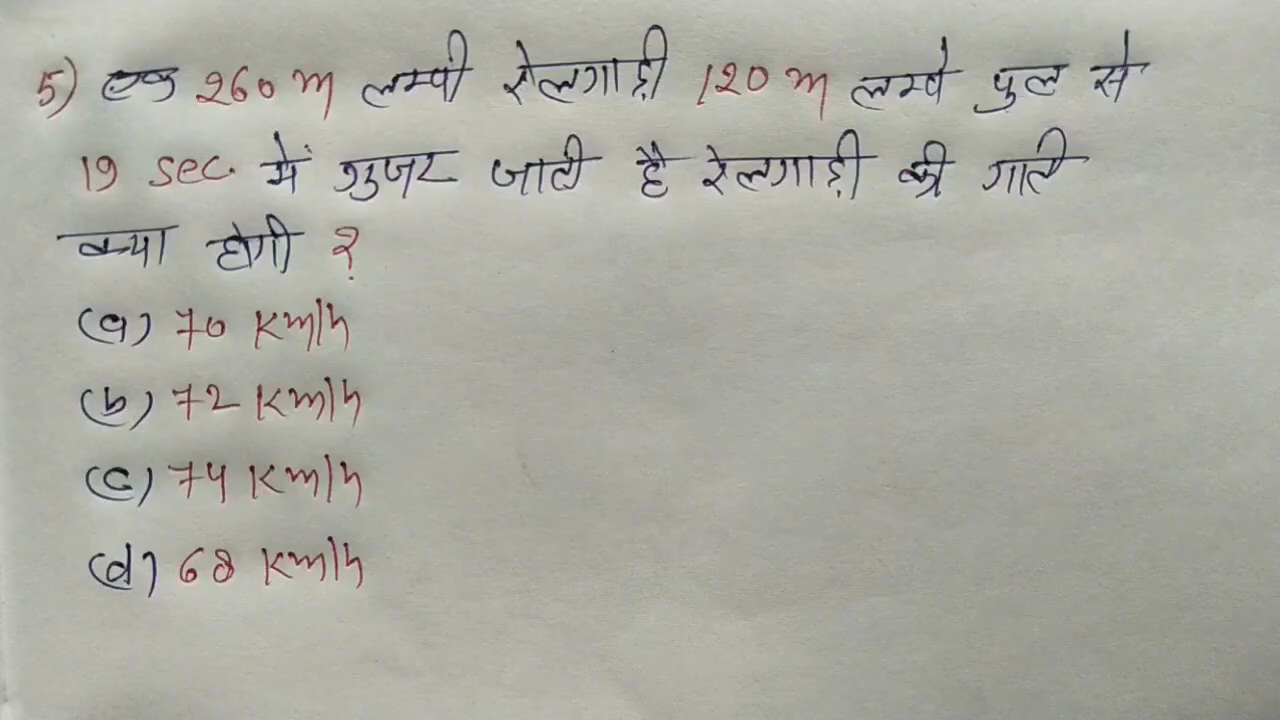 5) एक 260 m लम्बी रेलगाड़ी 120 m लम्बे पुल से
19 sec. में गुजर जाती है रेलगाड़ी की गति
क्या होगी ?
(a) 70 km/h
(b) 72 km/h
(c) 74 km/h
(d) 68 km/h